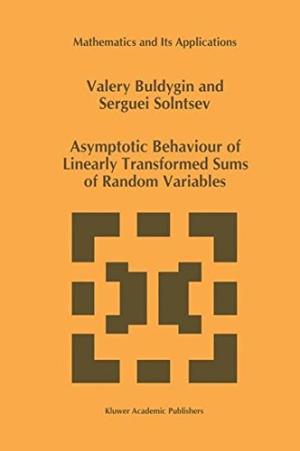 Mathematics and Its Applications
Valery Buldygin and
Serguei Solntsev
Asymptotic Behaviour of
Linearly Transformed Sums
of Random Variables
Kluwer Academic Publishers